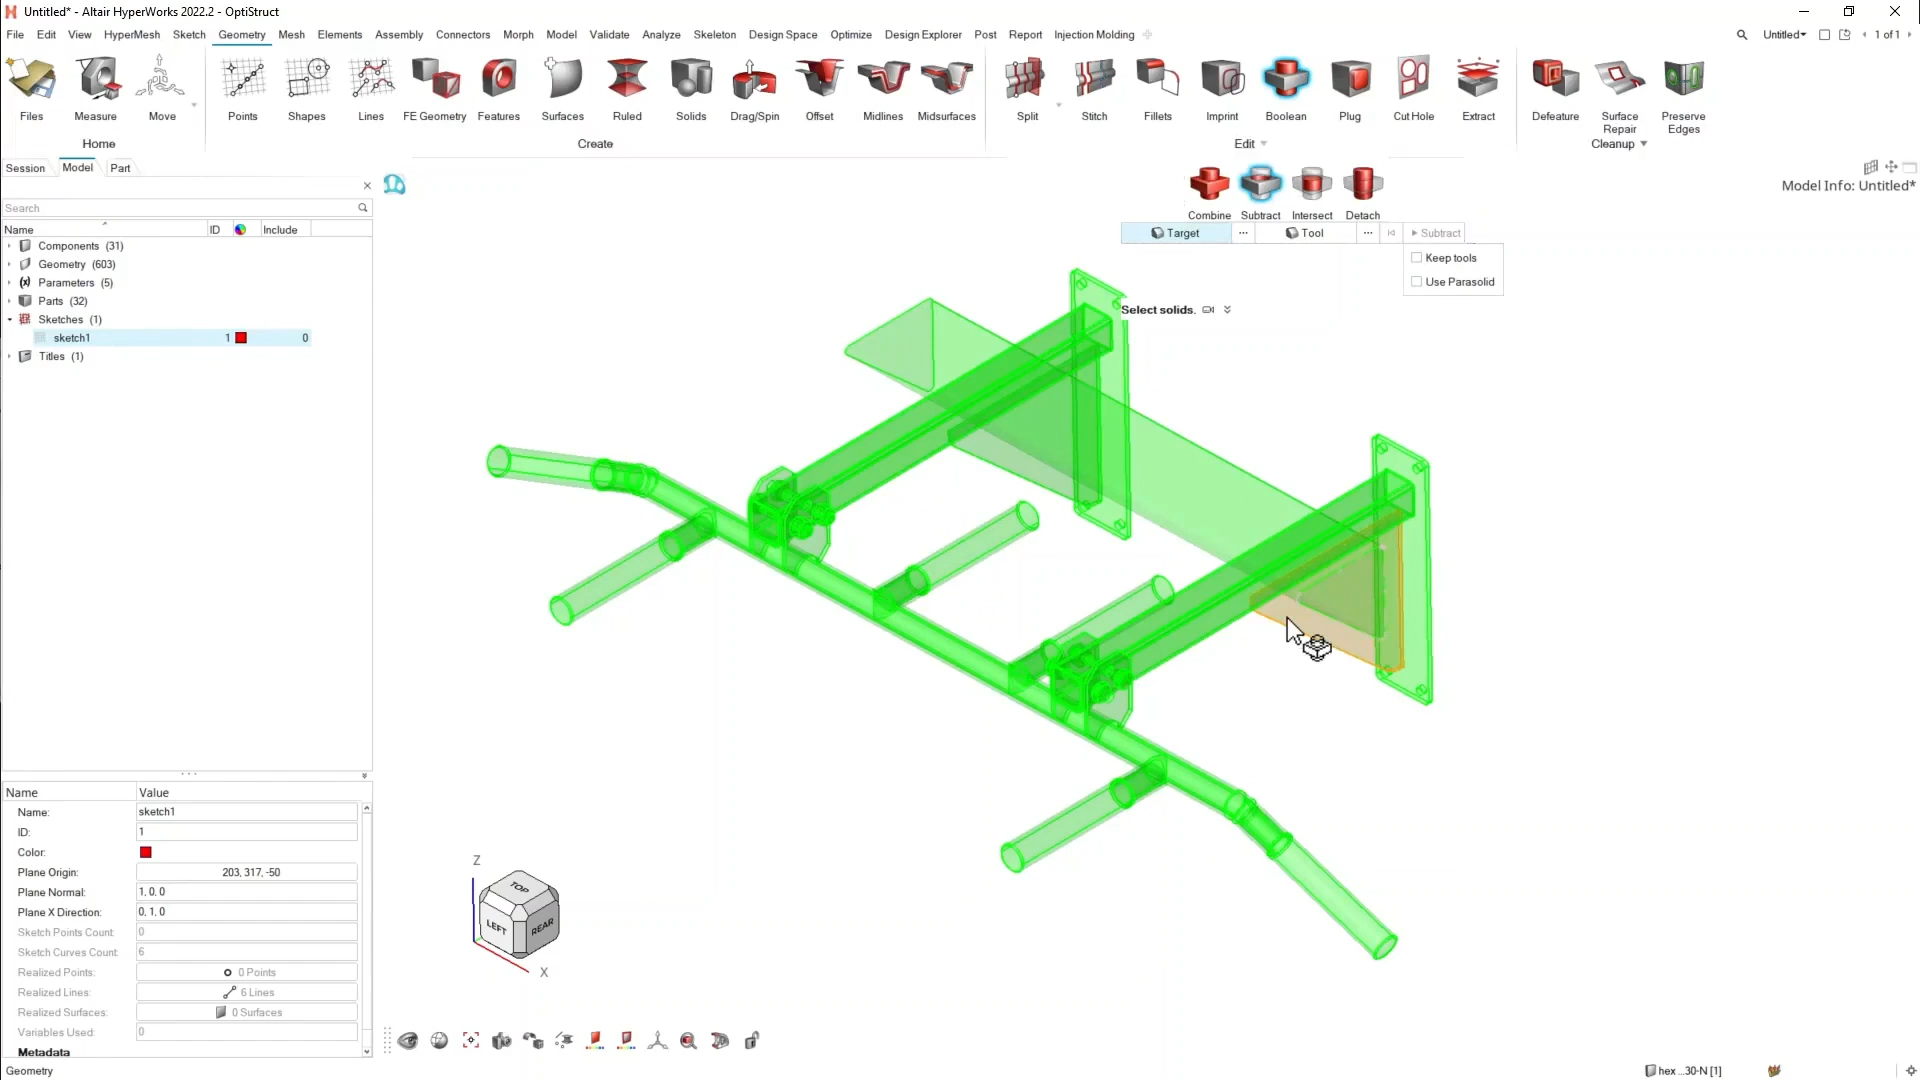 Untitled* - Altair HyperWorks 2022.2 - OptiStruct
File Edit View HyperMesh Sketch Geometry Mesh Elements Assembly Connectors Morph Model Validate Analyze Skeleton Design Space Optimize Design Explorer Post Report Injection Molding Untitled 1 of 1
Files Measure Move Points Shapes Lines FE Geometry Features Surfaces Ruled Solids Drag/Spin Offset Midlines Midsurfaces Split Stitch Fillets Imprint Boolean Plug Cut Hole Extract Defeature Surface Repair Preserve Edges
Home Create Edit Cleanup
Session Model Part
Model Info: Untitled*
Search
Combine Subtract Intersect Detach
Name ID Include
Target ... Tool ... Subtract
Components (31)
Keep tools
Geometry (603)
Use Parasolid
Parameters (5)
Parts (32)
Select solids.
Sketches (1)
sketch1 1 0
Titles (1)
Name Value
Name: sketch1
ID: 1
Color:
Plane Origin: 203, 317, -50
Plane Normal: 1, 0, 0
Plane X Direction: 0, 1, 0
Sketch Points Count: 0
Sketch Curves Count: 6
Realized Points: 0 Points
Realized Lines: 6 Lines
Realized Surfaces: 0 Surfaces
Variables Used: 0
Metadata
Z
TOP
LEFT REAR
X
Geometry
hex ...30-N [1]